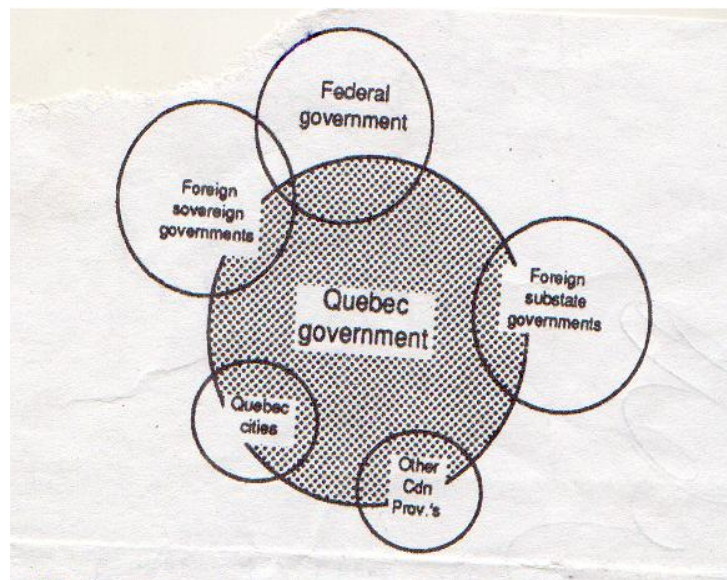 Federal
government
Foreign
sovereign
governments
Foreign
substate
governments
Quebec
government
Quebec
cities
Other
Cdn
Prov.'s